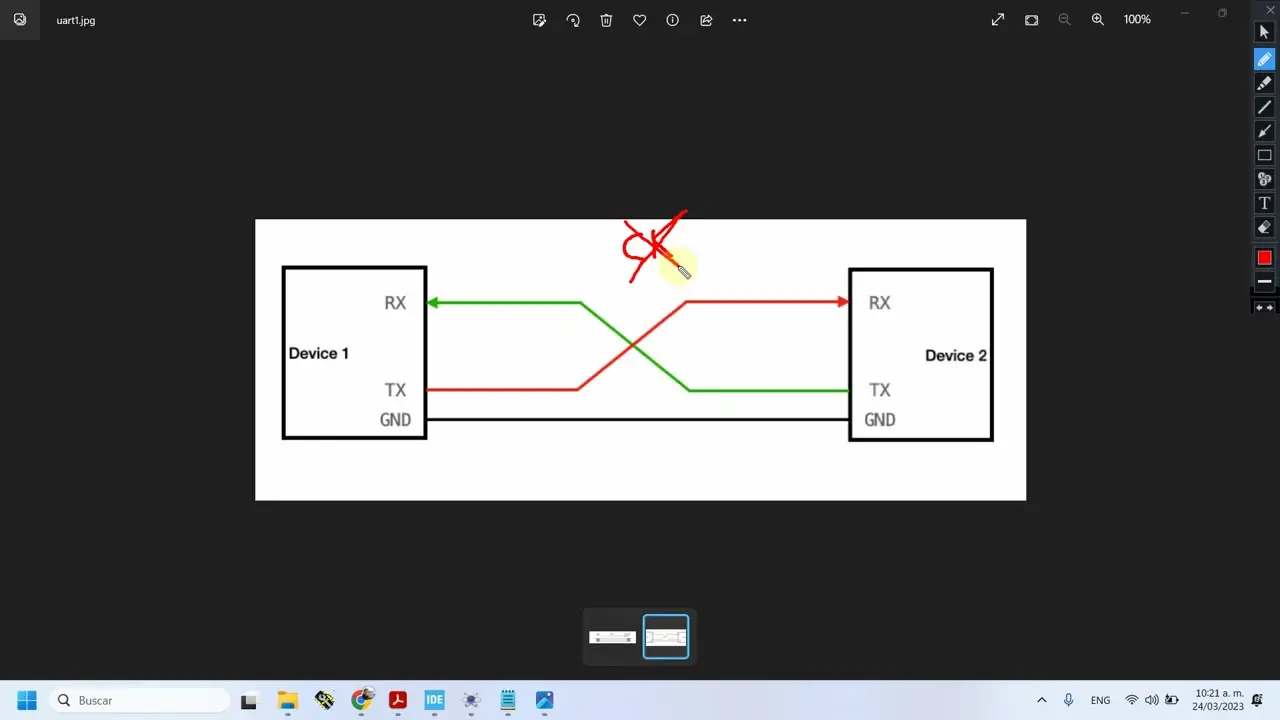 uart1.jpg
100%
RX
RX
Device 1
Device 2
TX
TX
GND
GND
T
IDE
Buscar
ENG
10:21 a. m.
24/03/2023